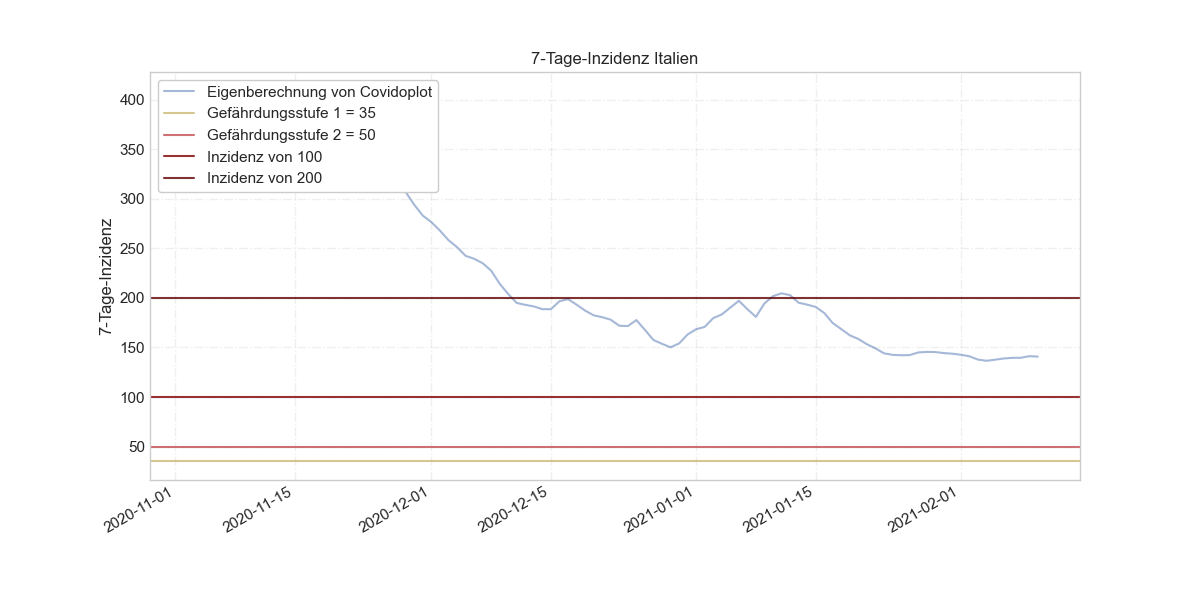 7-Tage-Inzidenz Italien
Eigenberechnung von Covidoplot
Gefährdungsstufe 1 = 35
Gefährdungsstufe 2 = 50
Inzidenz von 100
Inzidenz von 200
7-Tage-Inzidenz
400
350
300
250
200
150
100
50
2020-11-01
2020-11-15
2020-12-01
2020-12-15
2021-01-01
2021-01-15
2021-02-01